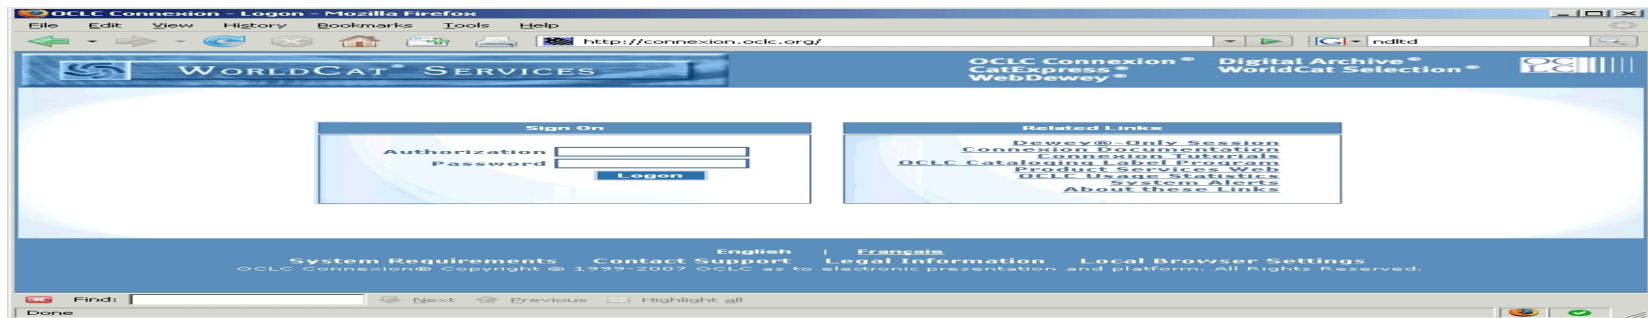 OCLC Connexion - Logon - Mozilla Firefox
File Edit View History Bookmarks Tools Help
http://connexion.oclc.org/ G ndltd
WORLDCAT® SERVICES
OCLC Connexion® Digital Archive®
CatExpress® WorldCat Selection®
WebDewey®
OCLC
Sign On
Authorization
Password
Logon
Related Links
Dewey®-Only Session
Connexion Documentation
Connexion Tutorials
OCLC Cataloging Label Program
Product Services Web
OCLC Usage Statistics
System Alerts
About these Links
English | Français
System Requirements Contact Support Legal Information Local Browser Settings
OCLC Connexion® Copyright © 1999-2007 OCLC as to electronic presentation and platform. All Rights Reserved.
Find: Next Previous Highlight all
Done